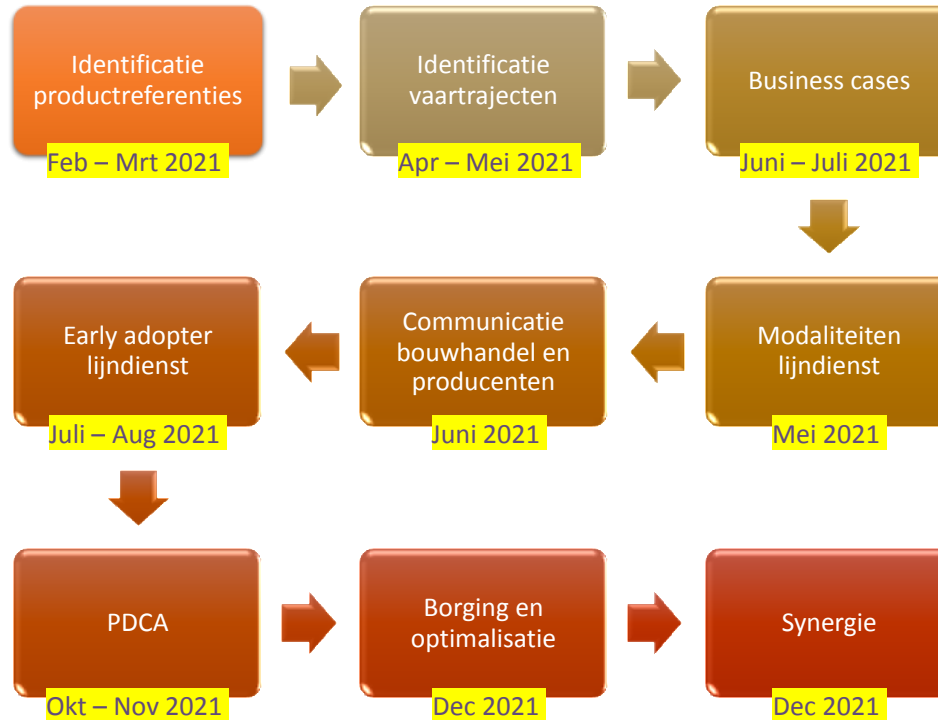 Identificatie
productreferenties
Feb – Mrt 2021
Identificatie
vaartrajecten
Apr – Mei 2021
Business cases
Juni – Juli 2021
Modaliteiten
lijndienst
Mei 2021
Communicatie
bouwhandel en
producenten
Juni 2021
Early adopter
lijndienst
Juli – Aug 2021
PDCA
Okt – Nov 2021
Borging en
optimalisatie
Dec 2021
Synergie
Dec 2021